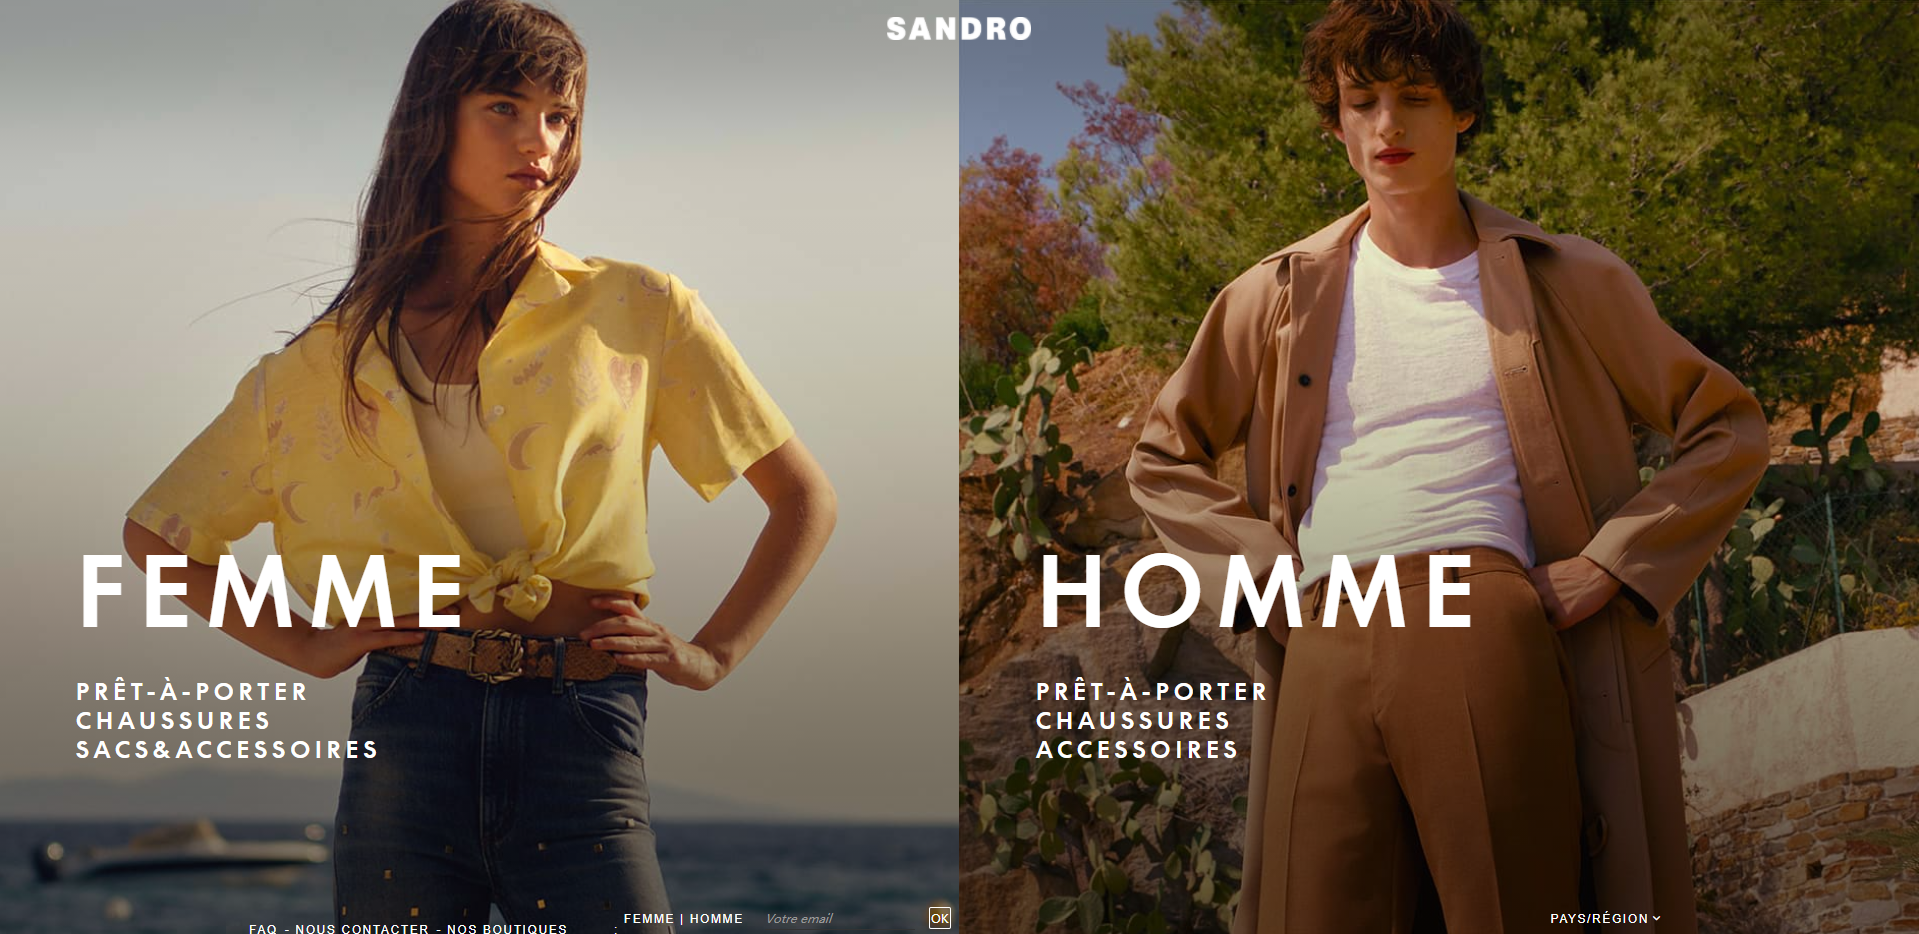 SANDRO
FEMME
PRÊT-À-PORTER
CHAUSSURES
SACS&ACCESSOIRES
HOMME
PRÊT-À-PORTER
CHAUSSURES
ACCESSOIRES
FAQ - NOUS CONTACTER - NOS BOUTIQUES :
FEMME | HOMME Votre email OK
PAYS/RÉGION